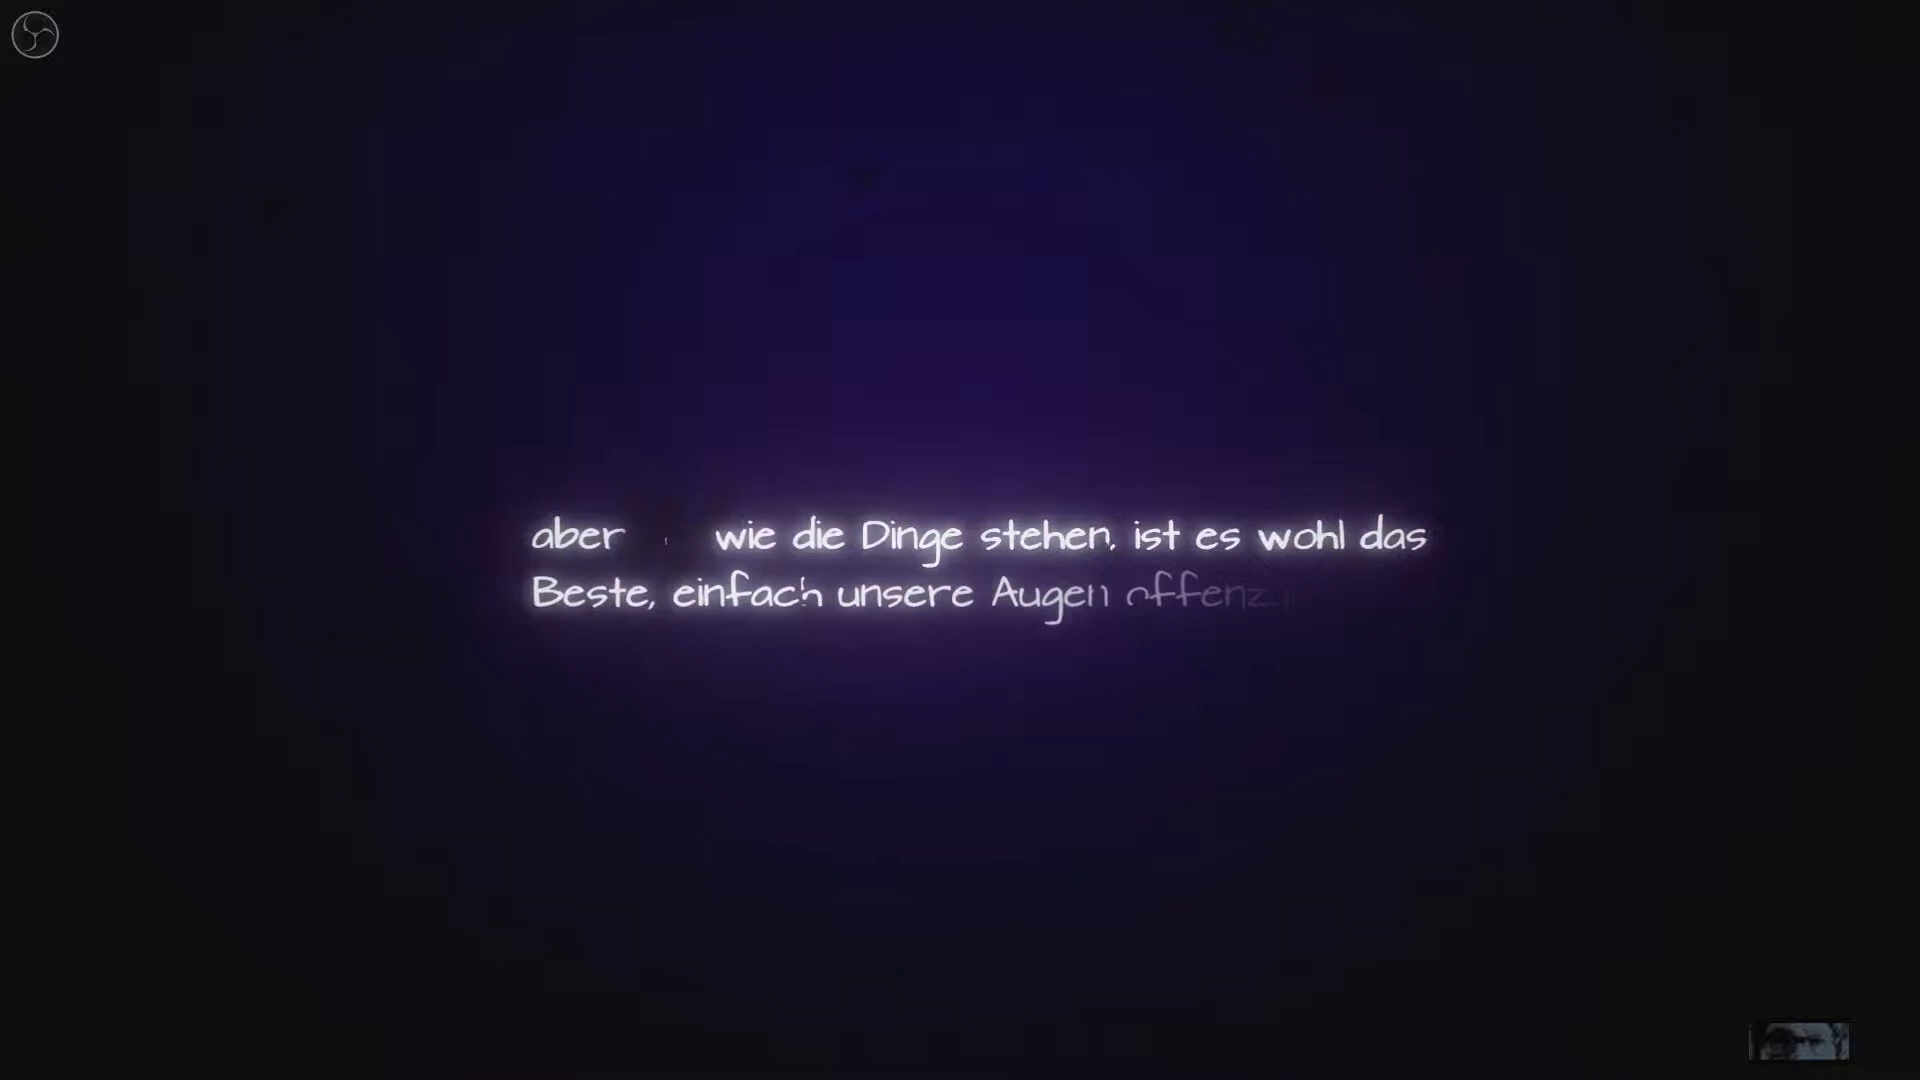 aber wie die Dinge stehen, ist es wohl das
Beste, einfach unsere Augen